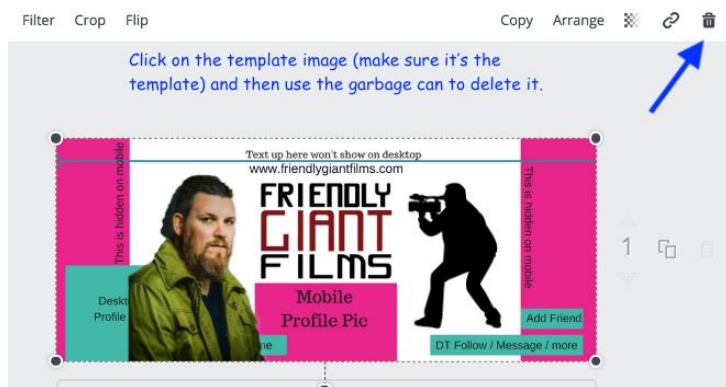 Filter Crop Flip Copy Arrange
Click on the template image (make sure it's the
template) and then use the garbage can to delete it.
Text up here won't show on desktop
www.friendlygiantfilms.com
This is hidden on mobile
FRIENDLY
GIANT
FILMS
This is hidden on mobile
1
Mobile
Profile Pic
Profile
Add Friend
DT Follow / Message / more